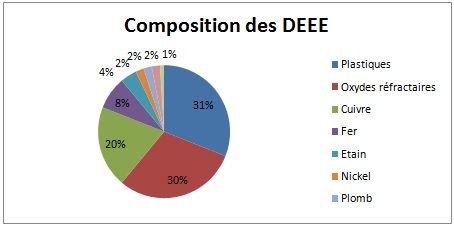 Composition des DEEE
31%
30%
20%
8%
4%
2%
2%
2%
1%
Plastiques
Oxydes réfractaires
Cuivre
Fer
Etain
Nickel
Plomb